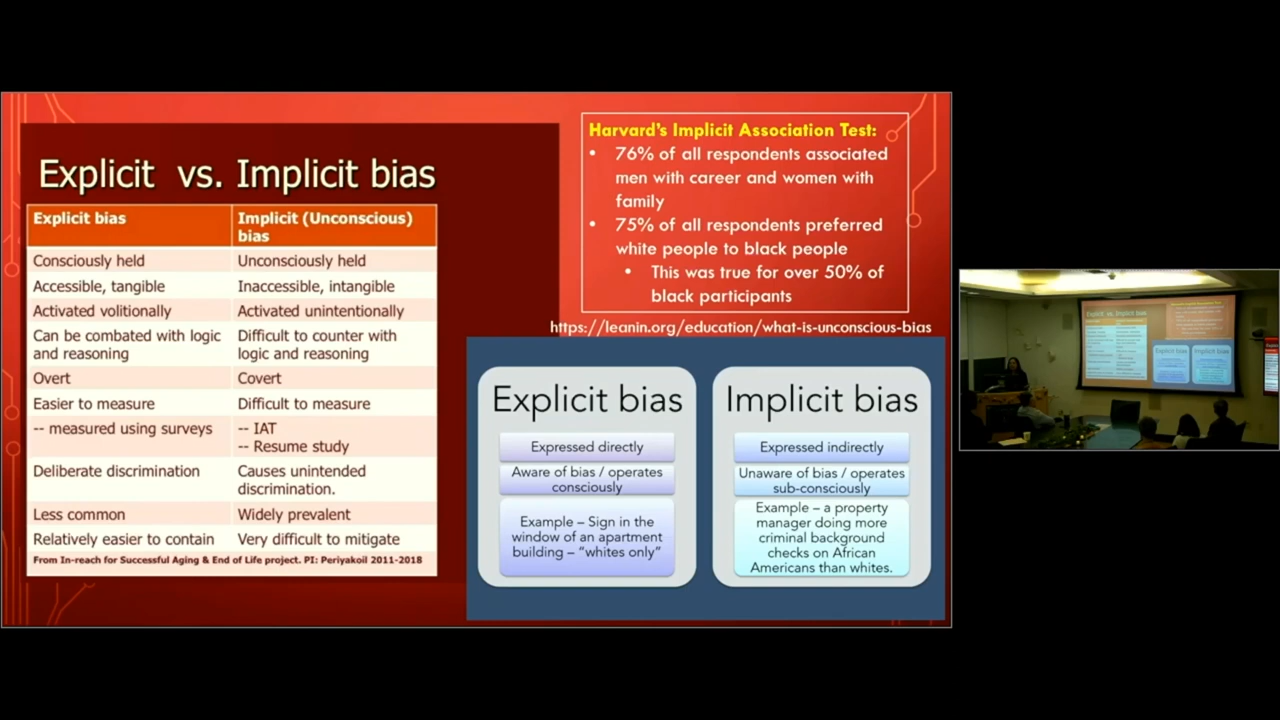 Explicit vs. Implicit bias
Explicit bias
Implicit (Unconscious)
bias
Consciously held
Unconsciously held
Accessible, tangible
Inaccessible, intangible
Activated volitionally
Activated unintentionally
Can be combated with logic
and reasoning
Difficult to counter with
logic and reasoning
Overt
Covert
Easier to measure
Difficult to measure
-- measured using surveys
-- IAT
-- Resume study
Deliberate discrimination
Causes unintended
discrimination.
Less common
Widely prevalent
Relatively easier to contain
Very difficult to mitigate
From In-reach for Successful Aging & End of Life project. PI: Periyakoil 2011-2018
Harvard's Implicit Association Test:
• 76% of all respondents associated
men with career and women with
family
• 75% of all respondents preferred
white people to black people
• This was true for over 50% of
black participants
https://leanin.org/education/what-is-unconscious-bias
Explicit bias
Expressed directly
Aware of bias / operates
consciously
Example – Sign in the
window of an apartment
building – “whites only”
Implicit bias
Expressed indirectly
Unaware of bias / operates
sub-consciously
Example – a property
manager doing more
criminal background
checks on African
Americans than whites.
Explicit vs. Implicit bias
Explicit bias
Implicit bias